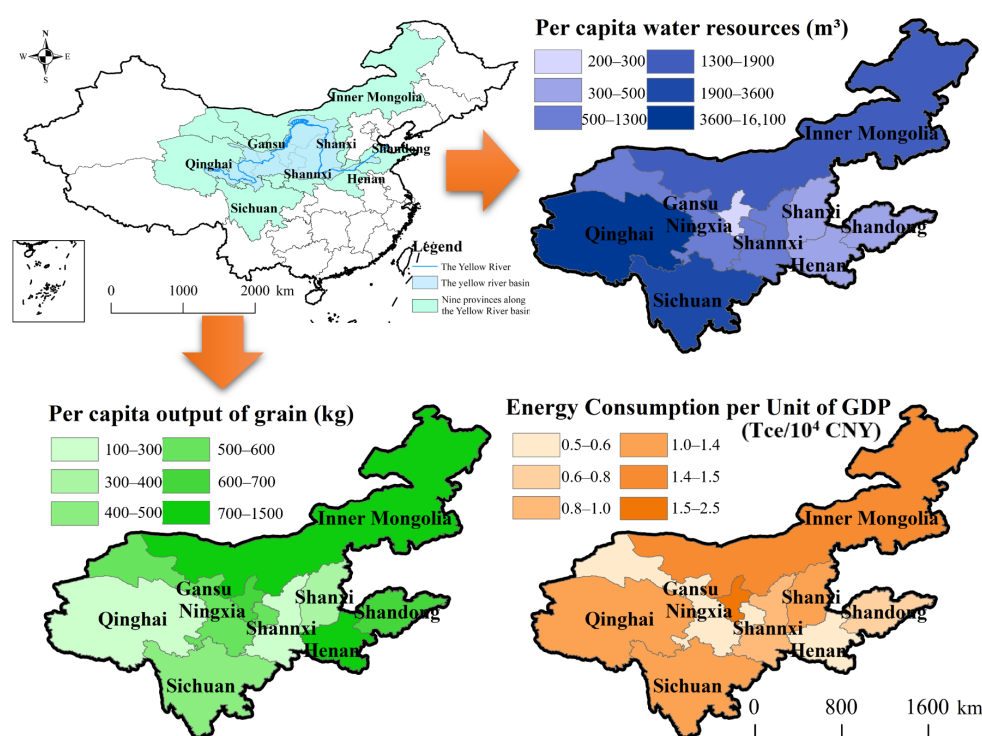 N
W
E
S
Inner Mongolia
Gansu
Shanxi
Qinghai
Shandong
Shannxi
Henan
Sichuan
Legend
The Yellow River
The yellow river basin
Nine provinces along
the Yellow River basin
0
1000
2000
km
Per capita water resources (m³)
200–300
1300–1900
300–500
1900–3600
500–1300
3600–16,100
Inner Mongolia
Gansu
Ningxia
Shanxi
Shandong
Qinghai
Shannxi
Henan
Sichuan
Per capita output of grain (kg)
100–300
500–600
300–400
600–700
400–500
700–1500
Inner Mongolia
Gansu
Ningxia
Shanxi
Shandong
Qinghai
Shannxi
Henan
Sichuan
Energy Consumption per Unit of GDP
(Tce/10⁴ CNY)
0.5–0.6
1.0–1.4
0.6–0.8
1.4–1.5
0.8–1.0
1.5–2.5
Inner Mongolia
Gansu
Ningxia
Shanxi
Shandong
Qinghai
Shannxi
Henan
Sichuan
0
800
1600
km